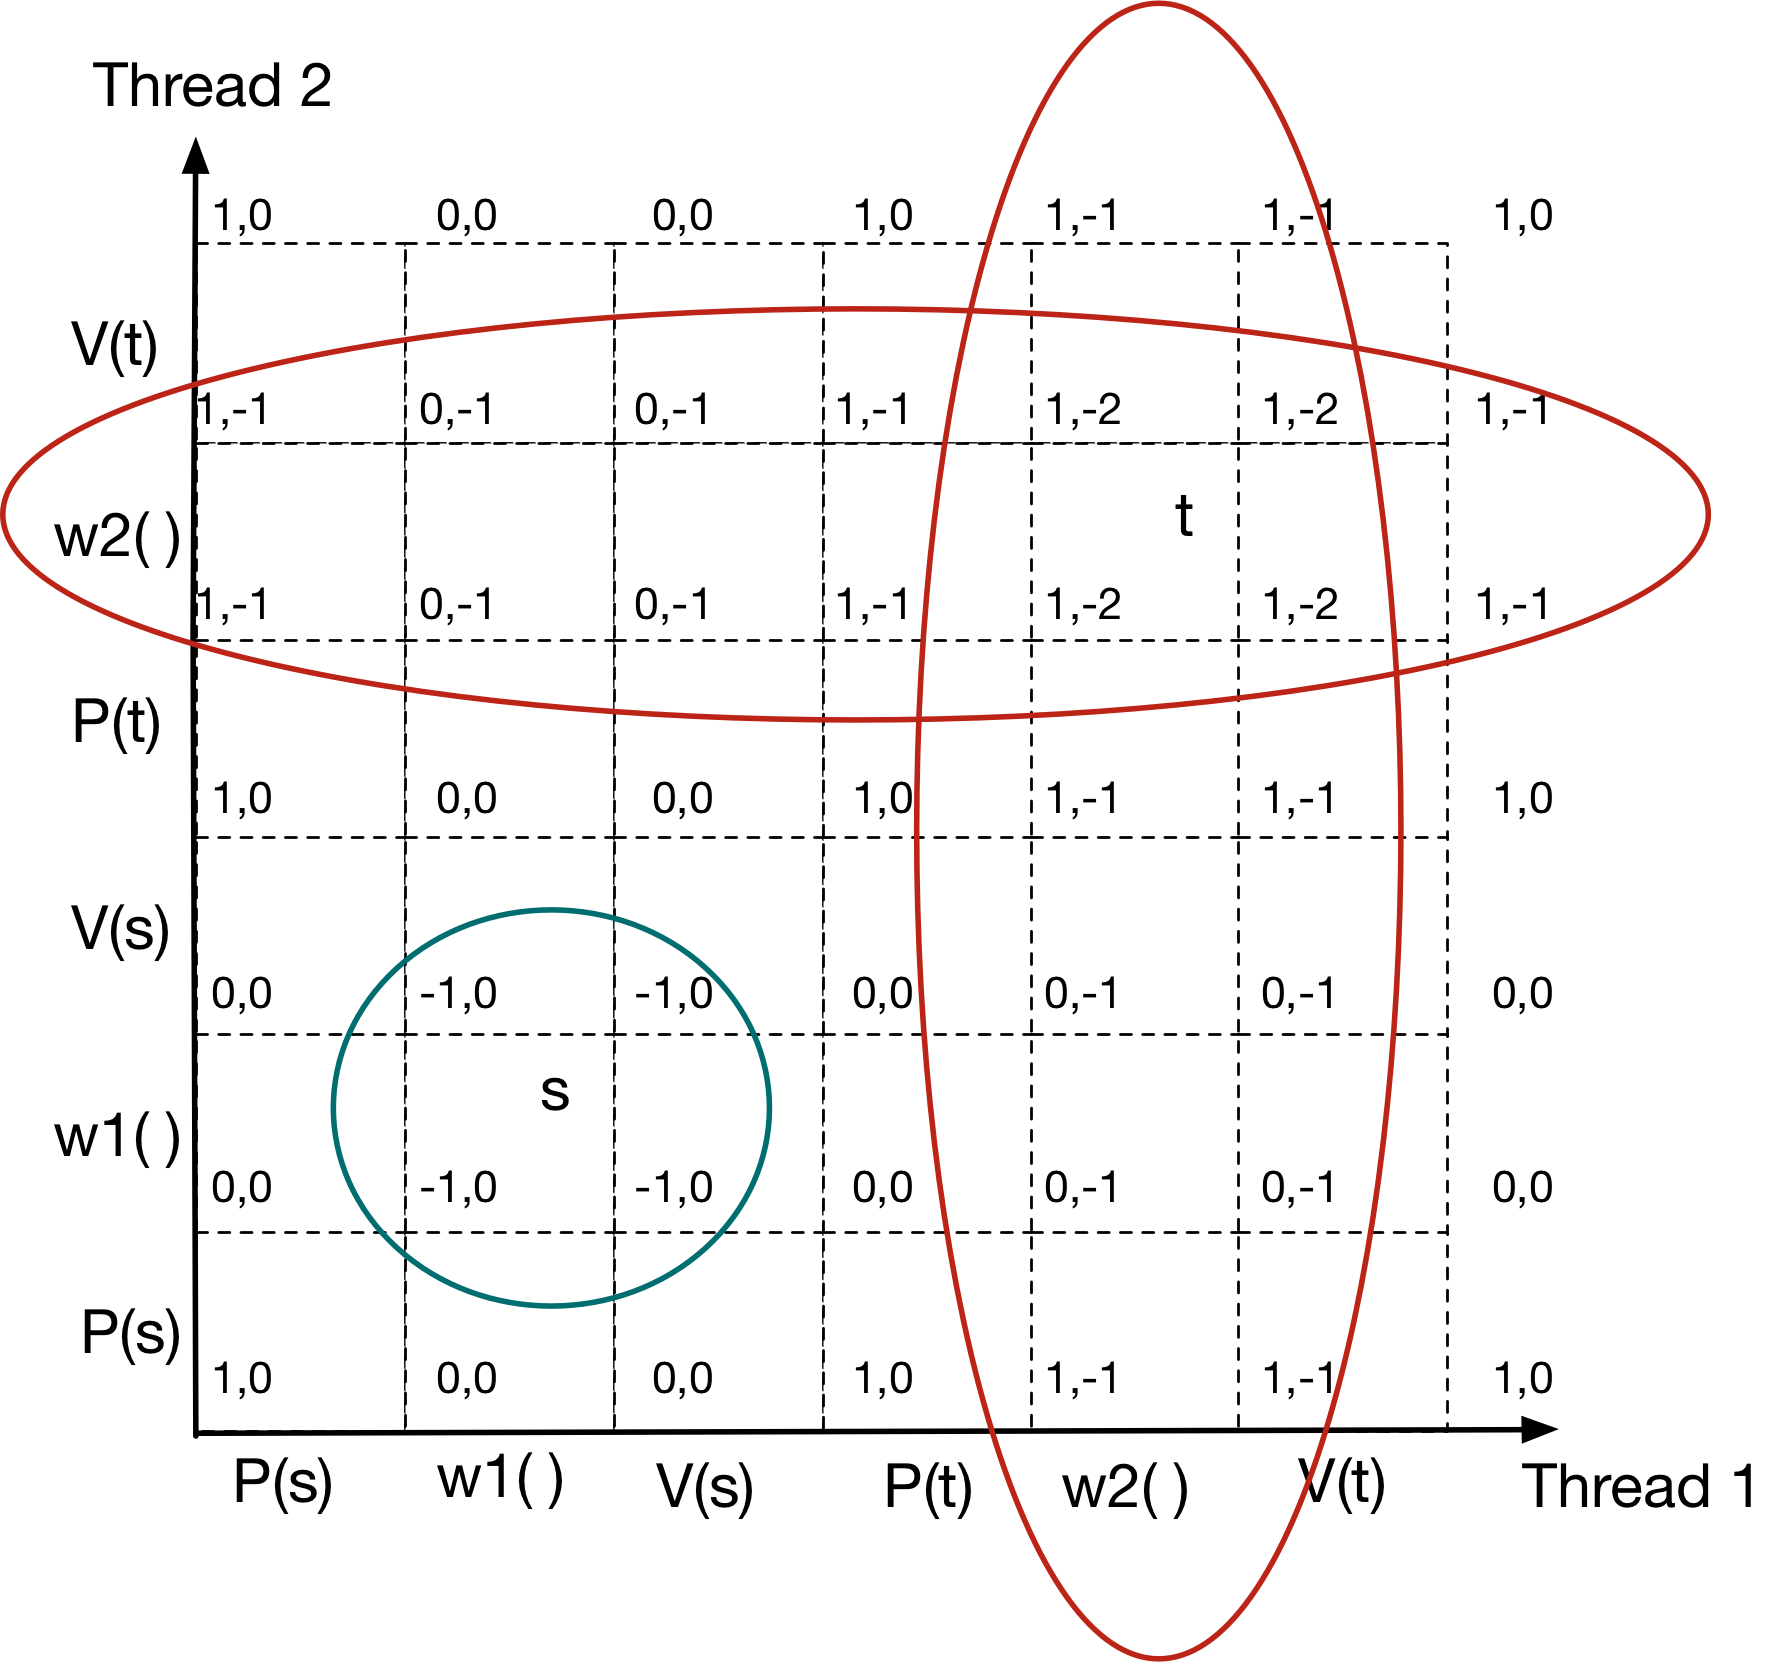 Thread 2
1,0 0,0 0,0 1,0 1,-1 1,-1 1,0
V(t)
1,-1 0,-1 0,-1 1,-1 1,-2 1,-2 1,-1
t
w2( )
1,-1 0,-1 0,-1 1,-1 1,-2 1,-2 1,-1
P(t)
1,0 0,0 0,0 1,0 1,-1 1,-1 1,0
V(s)
0,0 -1,0 -1,0 0,0 0,-1 0,-1 0,0
s
w1( )
0,0 -1,0 -1,0 0,0 0,-1 0,-1 0,0
P(s)
1,0 0,0 0,0 1,0 1,-1 1,-1 1,0
P(s) w1( ) V(s) P(t) w2( ) V(t) Thread 1